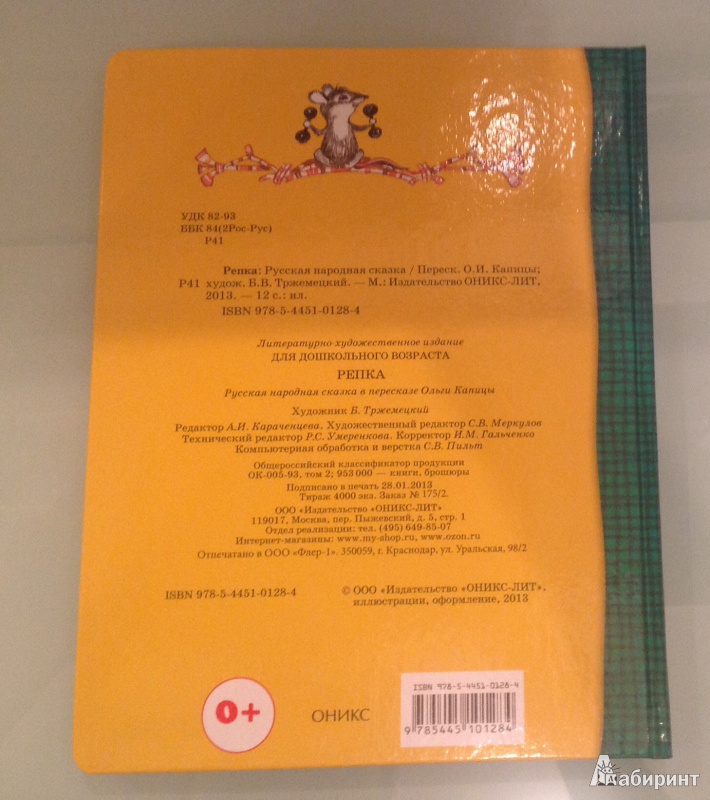 УДК 82-93
ББК 84(2Рос-Рус)
Р41
Репка: Русская народная сказка / Переск. О.И. Капицы;
Р41 худож. Б.В. Тржемецкий. — М.: Издательство ОНИКС-ЛИТ,
2013. — 12 с.: ил.
ISBN 978-5-4451-0128-4
Литературно-художественное издание
ДЛЯ ДОШКОЛЬНОГО ВОЗРАСТА
РЕПКА
Русская народная сказка в пересказе Ольги Капицы
Художник Б. Тржемецкий
Редактор А.И. Караченцева. Художественный редактор С.В. Меркулов
Технический редактор Р.С. Умеренкова. Корректор И.М. Гальченко
Компьютерная обработка и верстка С.В. Пильт
Общероссийский классификатор продукции
ОК-005-93, том 2; 953 000 — книги, брошюры
Подписано в печать 28.01.2013
Тираж 4000 экз. Заказ № 175/2.
ООО «Издательство «ОНИКС-ЛИТ»
119017, Москва, пер. Пыжевский, д. 5, стр. 1
Отдел реализации: тел. (495) 649-85-07
Интернет-магазины: www.my-shop.ru, www.ozon.ru
Отпечатано в ООО «Флер-1». 350059, г. Краснодар, ул. Уральская, 98/2
ISBN 978-5-4451-0128-4
© ООО «Издательство «ОНИКС-ЛИТ»,
иллюстрации, оформление, 2013
0+
ОНИКС
ISBN 978-5-4451-0128-4
9 785445 101284
Лабиринт